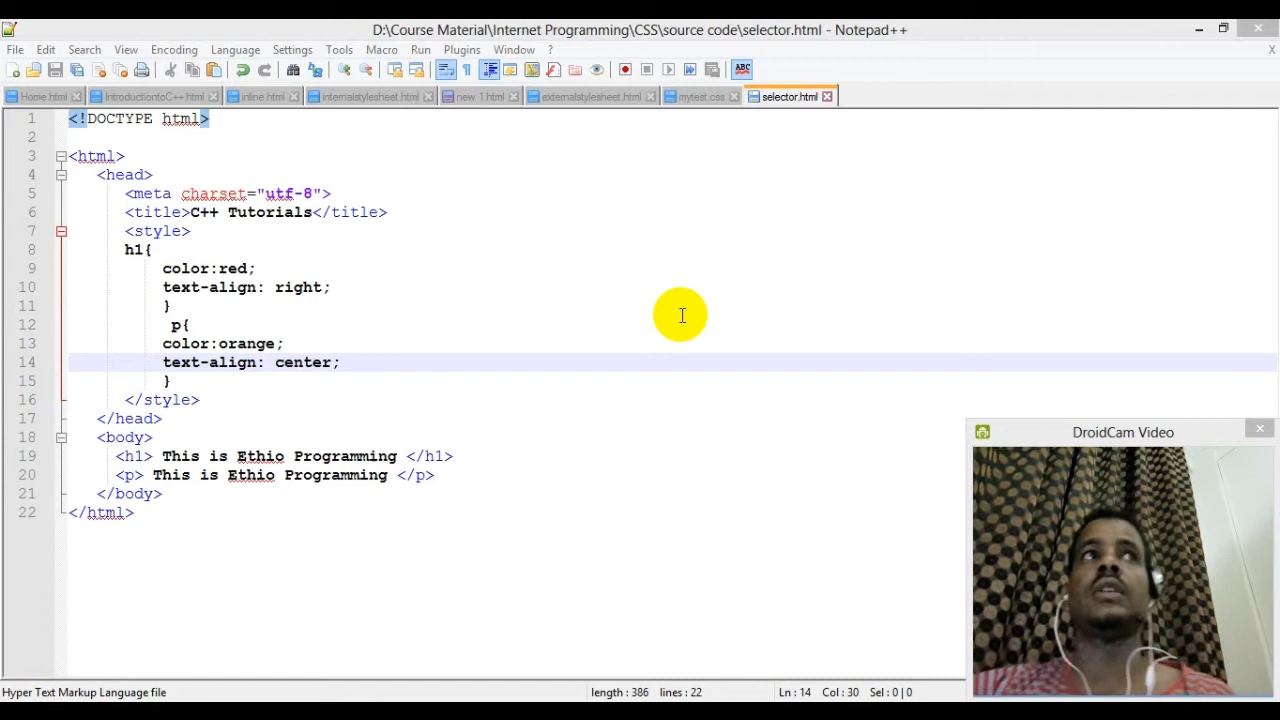 D:\Course Material\Internet Programming\CSS\source code\selector.html - Notepad++
File Edit Search View Encoding Language Settings Tools Macro Run Plugins Window ? X
Home.html IntroductiontoC++.html inline.html internalstylesheet.html new 1.html externalstylesheet.html mytest.css selector.html
1 <!DOCTYPE html>
2
3 <html>
4 <head>
5 <meta charset="utf-8">
6 <title>C++ Tutorials</title>
7 <style>
8 h1{
9 color:red;
10 text-align: right;
11 }
12 p{
13 color:orange;
14 text-align: center;
15 }
16 </style>
17 </head>
18 <body>
19 <h1> This is Ethio Programming </h1>
20 <p> This is Ethio Programming </p>
21 </body>
22 </html>
DroidCam Video
Hyper Text Markup Language file length : 386 lines : 22 Ln : 14 Col : 30 Sel : 0 | 0